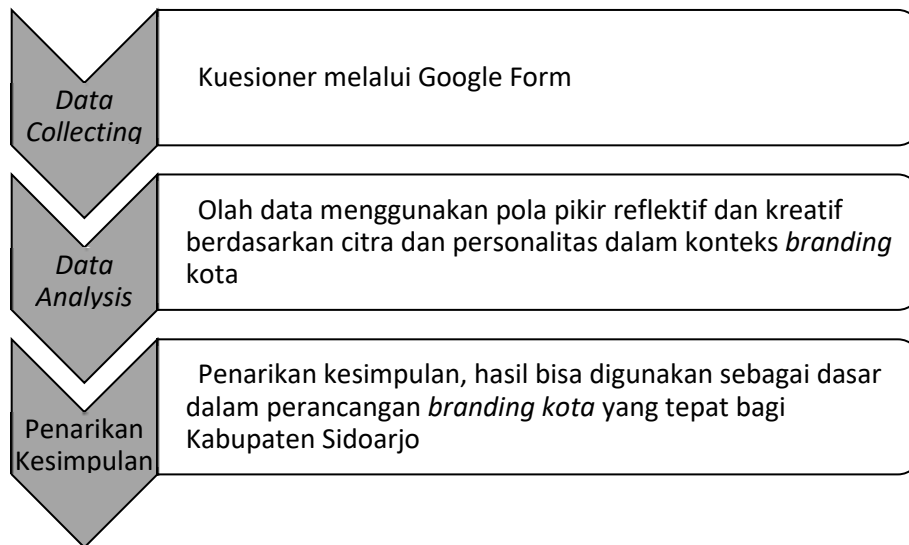 Data
Collecting
Kuesioner melalui Google Form
Data
Analysis
Olah data menggunakan pola pikir reflektif dan kreatif
berdasarkan citra dan personalitas dalam konteks branding
kota
Penarikan
Kesimpulan
Penarikan kesimpulan, hasil bisa digunakan sebagai dasar
dalam perancangan branding kota yang tepat bagi
Kabupaten Sidoarjo